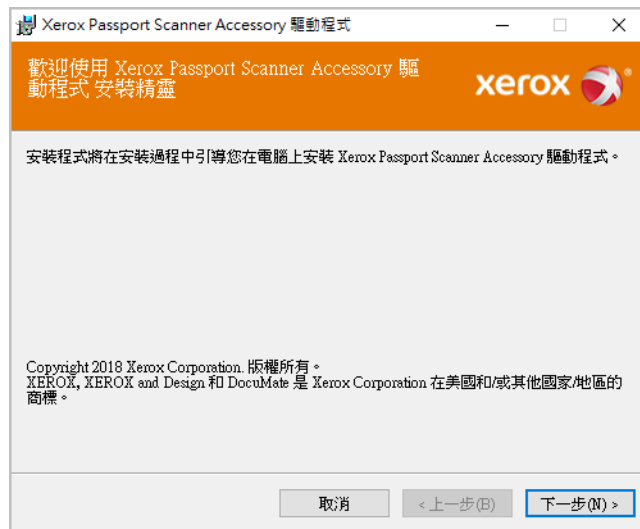 Xerox Passport Scanner Accessory 驅動程式
歡迎使用 Xerox Passport Scanner Accessory 驅
動程式 安裝精靈
xerox
安裝程式將在安裝過程中引導您在電腦上安裝 Xerox Passport Scanner Accessory 驅動程式。
Copyright 2018 Xerox Corporation. 版權所有。
XEROX, XEROX and Design 和 DocuMate 是 Xerox Corporation 在美國和/或其他國家/地區的
商標。
取消
<上一步(B)
下一步(N) >